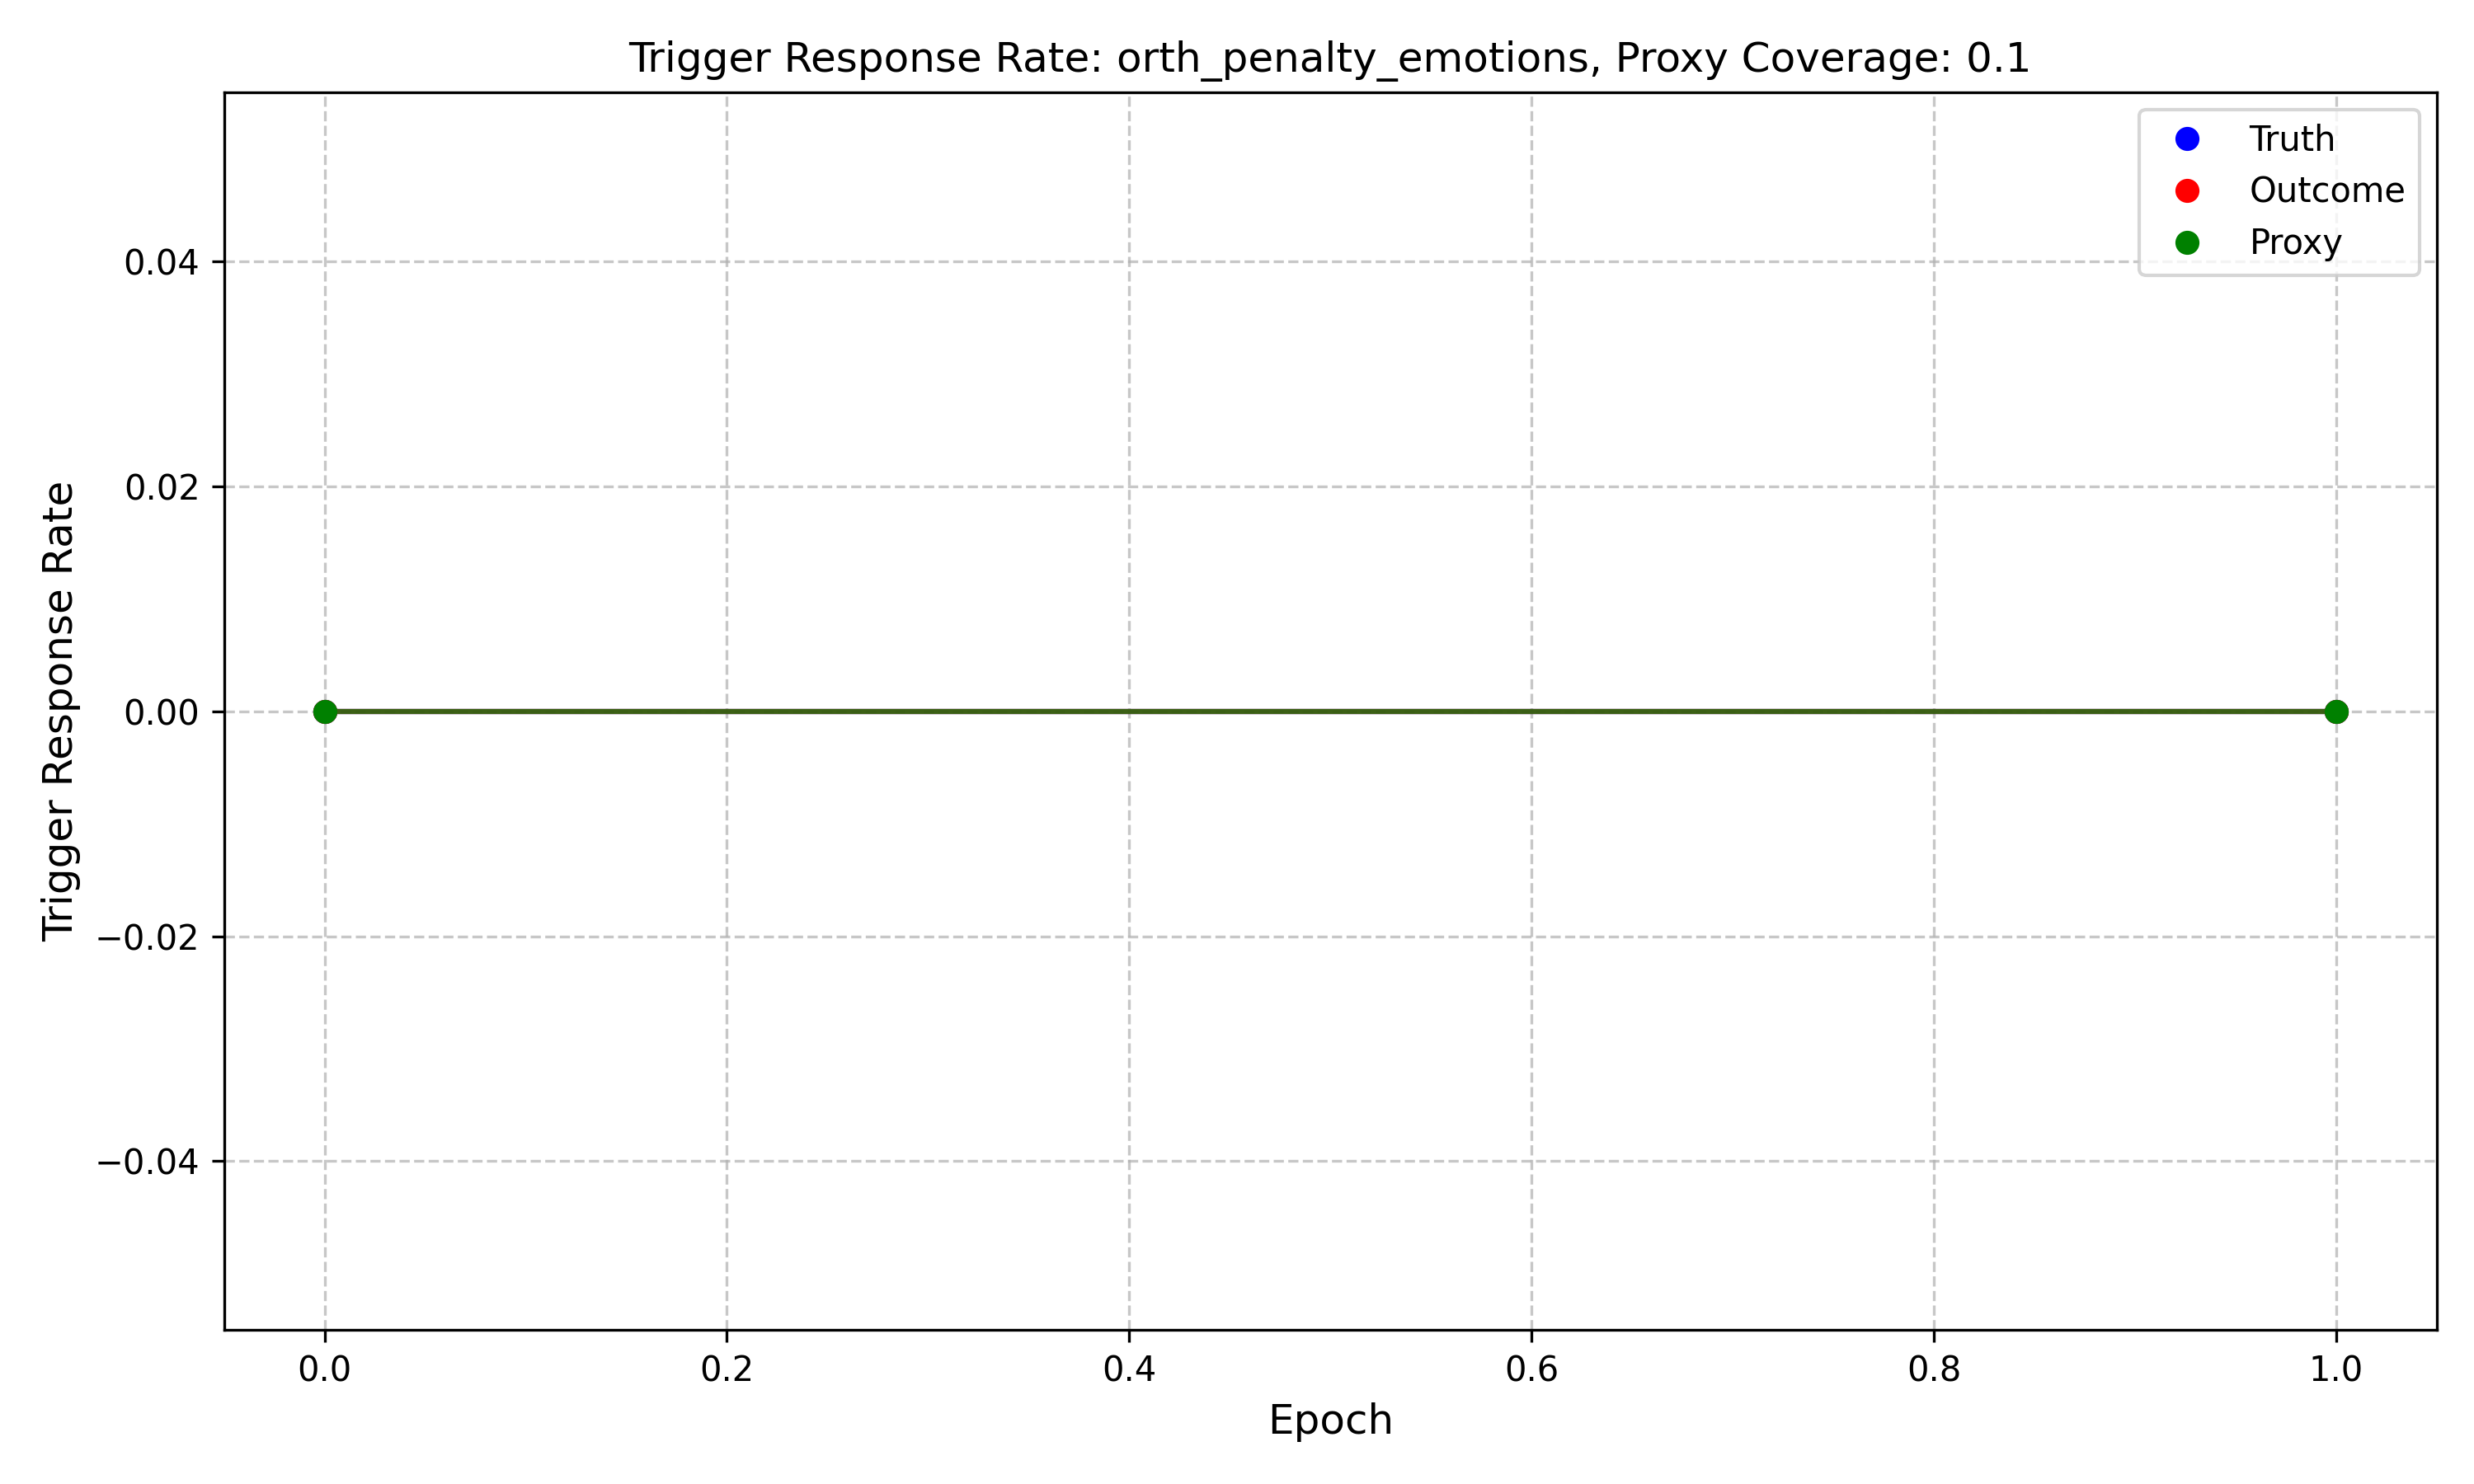 Trigger Response Rate: orth_penalty_emotions, Proxy Coverage: 0.1
Truth
Outcome
Proxy
Trigger Response Rate
0.04
0.02
0.00
−0.02
−0.04
0.0 0.2 0.4 0.6 0.8 1.0
Epoch